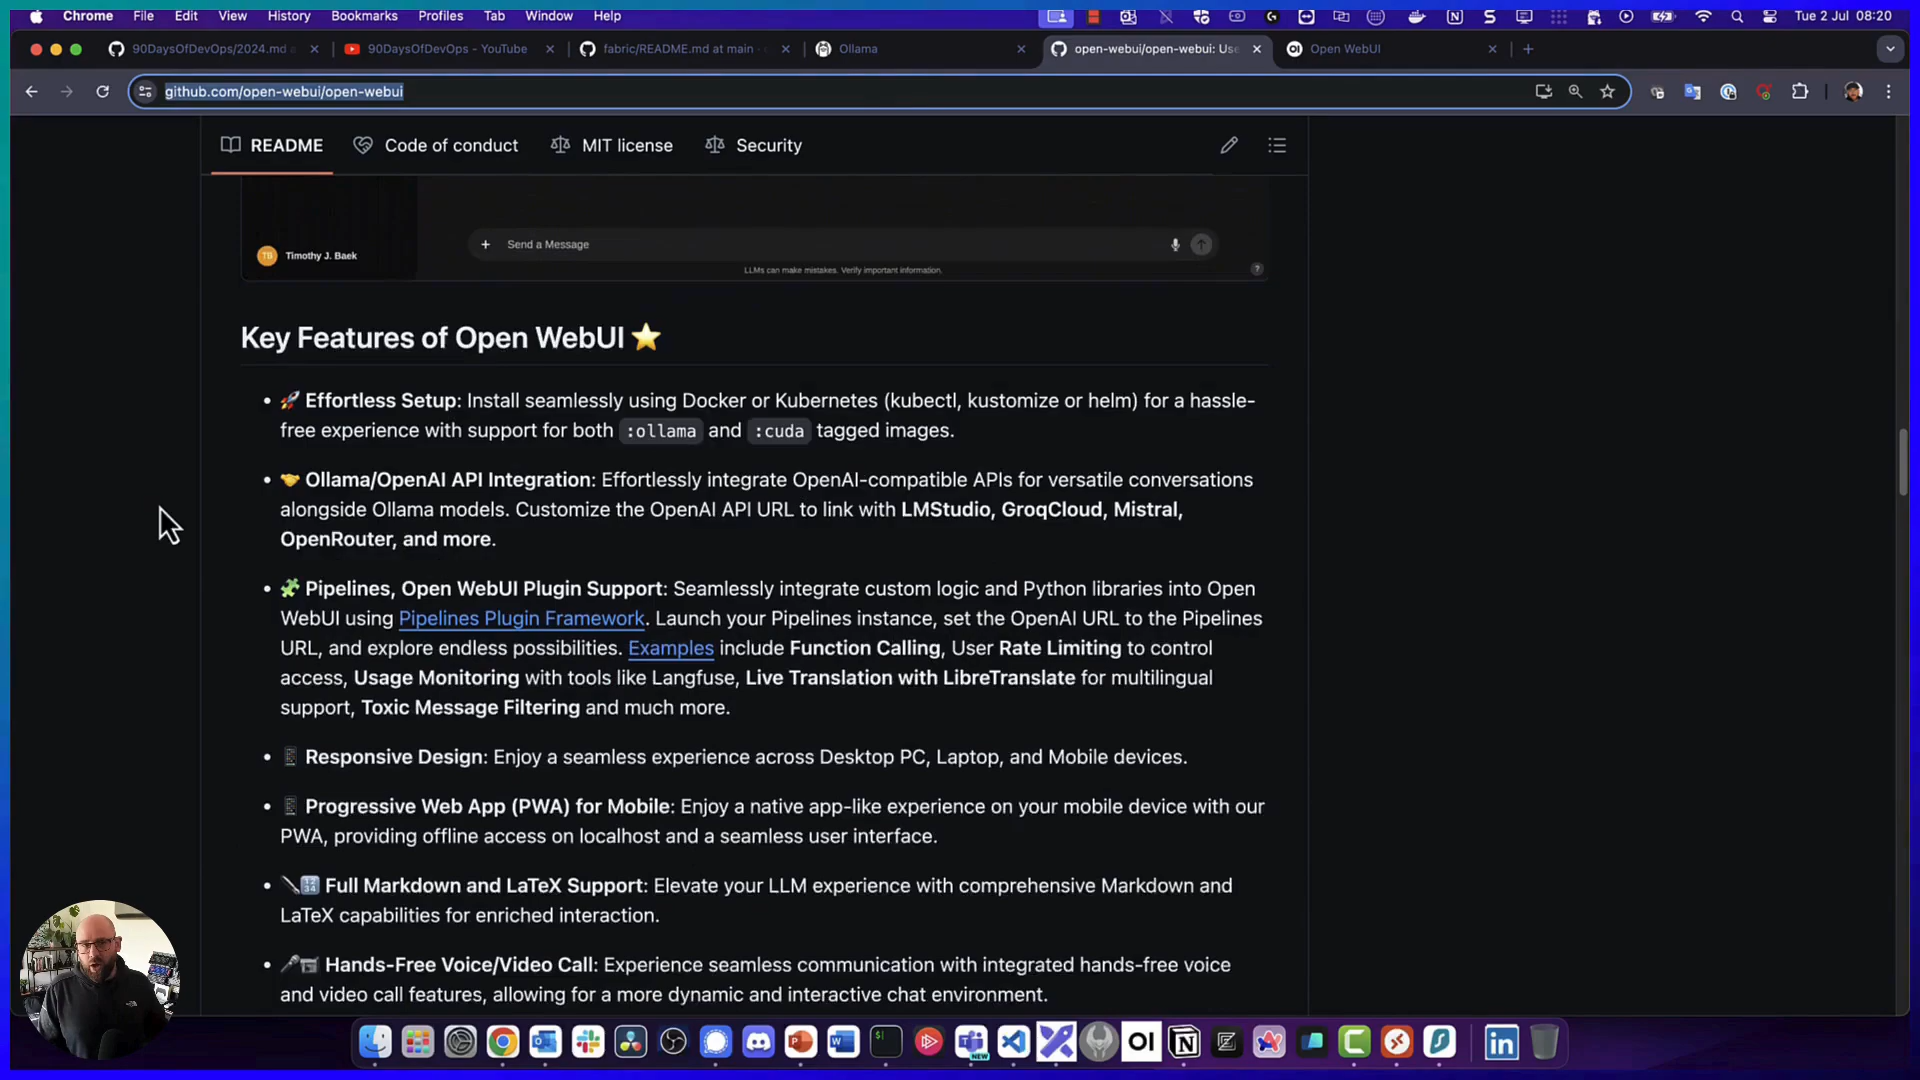 Chrome File Edit View History Bookmarks Profiles Tab Window Help Tue 2 Jul 08:20
90DaysOfDevOps/2024.md a 90DaysOfDevOps - YouTube fabric/README.md at main · Ollama open-webui/open-webui: Use Open WebUI
github.com/open-webui/open-webui
README Code of conduct MIT license Security
TB Timothy J. Baek
+ Send a Message
LLMs can make mistakes. Verify important information.
?
Key Features of Open WebUI ⭐
• 🚀 Effortless Setup: Install seamlessly using Docker or Kubernetes (kubectl, kustomize or helm) for a hassle-
free experience with support for both :ollama and :cuda tagged images.
• 🤝 Ollama/OpenAI API Integration: Effortlessly integrate OpenAI-compatible APIs for versatile conversations
alongside Ollama models. Customize the OpenAI API URL to link with LMStudio, GroqCloud, Mistral,
OpenRouter, and more.
• 🧩 Pipelines, Open WebUI Plugin Support: Seamlessly integrate custom logic and Python libraries into Open
WebUI using Pipelines Plugin Framework. Launch your Pipelines instance, set the OpenAI URL to the Pipelines
URL, and explore endless possibilities. Examples include Function Calling, User Rate Limiting to control
access, Usage Monitoring with tools like Langfuse, Live Translation with LibreTranslate for multilingual
support, Toxic Message Filtering and much more.
• 📱 Responsive Design: Enjoy a seamless experience across Desktop PC, Laptop, and Mobile devices.
• 📱 Progressive Web App (PWA) for Mobile: Enjoy a native app-like experience on your mobile device with our
PWA, providing offline access on localhost and a seamless user interface.
• ✒️🔢 Full Markdown and LaTeX Support: Elevate your LLM experience with comprehensive Markdown and
LaTeX capabilities for enriched interaction.
• 🎤📹 Hands-Free Voice/Video Call: Experience seamless communication with integrated hands-free voice
and video call features, allowing for a more dynamic and interactive chat environment.
NEW OI